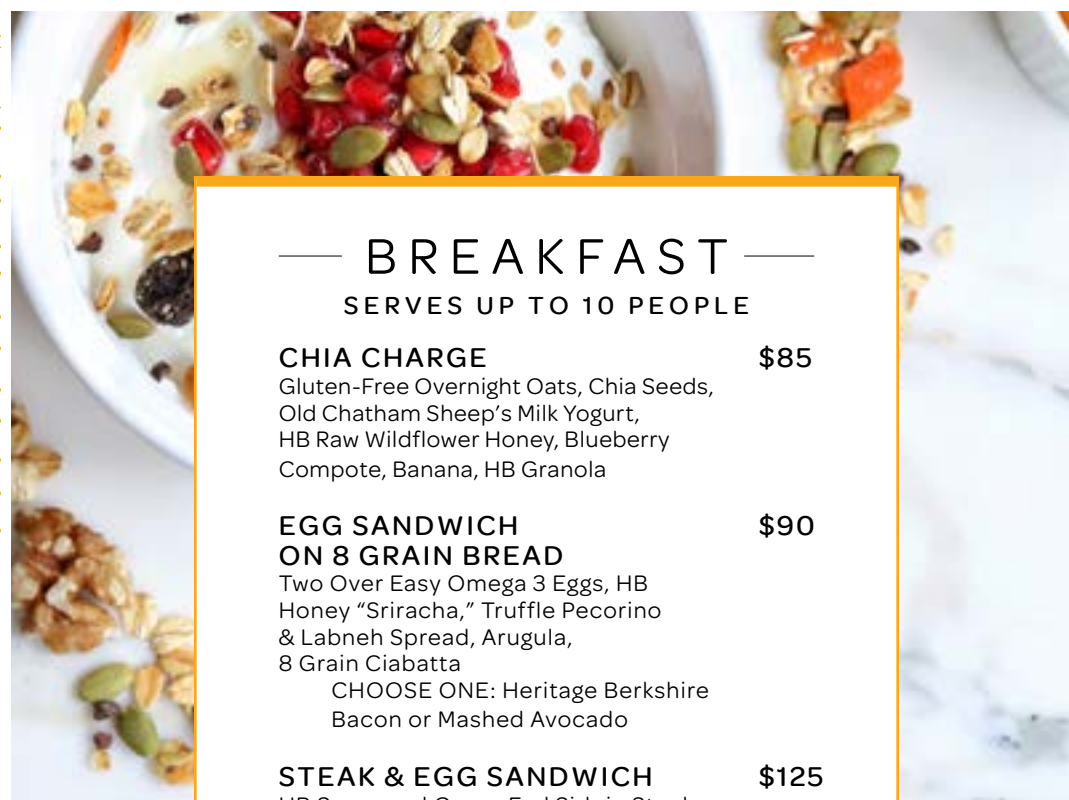 BREAKFAST
SERVES UP TO 10 PEOPLE
CHIA CHARGE $85
Gluten-Free Overnight Oats, Chia Seeds,
Old Chatham Sheep's Milk Yogurt,
HB Raw Wildflower Honey, Blueberry
Compote, Banana, HB Granola
EGG SANDWICH $90
ON 8 GRAIN BREAD
Two Over Easy Omega 3 Eggs, HB
Honey “Sriracha,” Truffle Pecorino
& Labneh Spread, Arugula,
8 Grain Ciabatta
CHOOSE ONE: Heritage Berkshire
Bacon or Mashed Avocado
STEAK & EGG SANDWICH $125